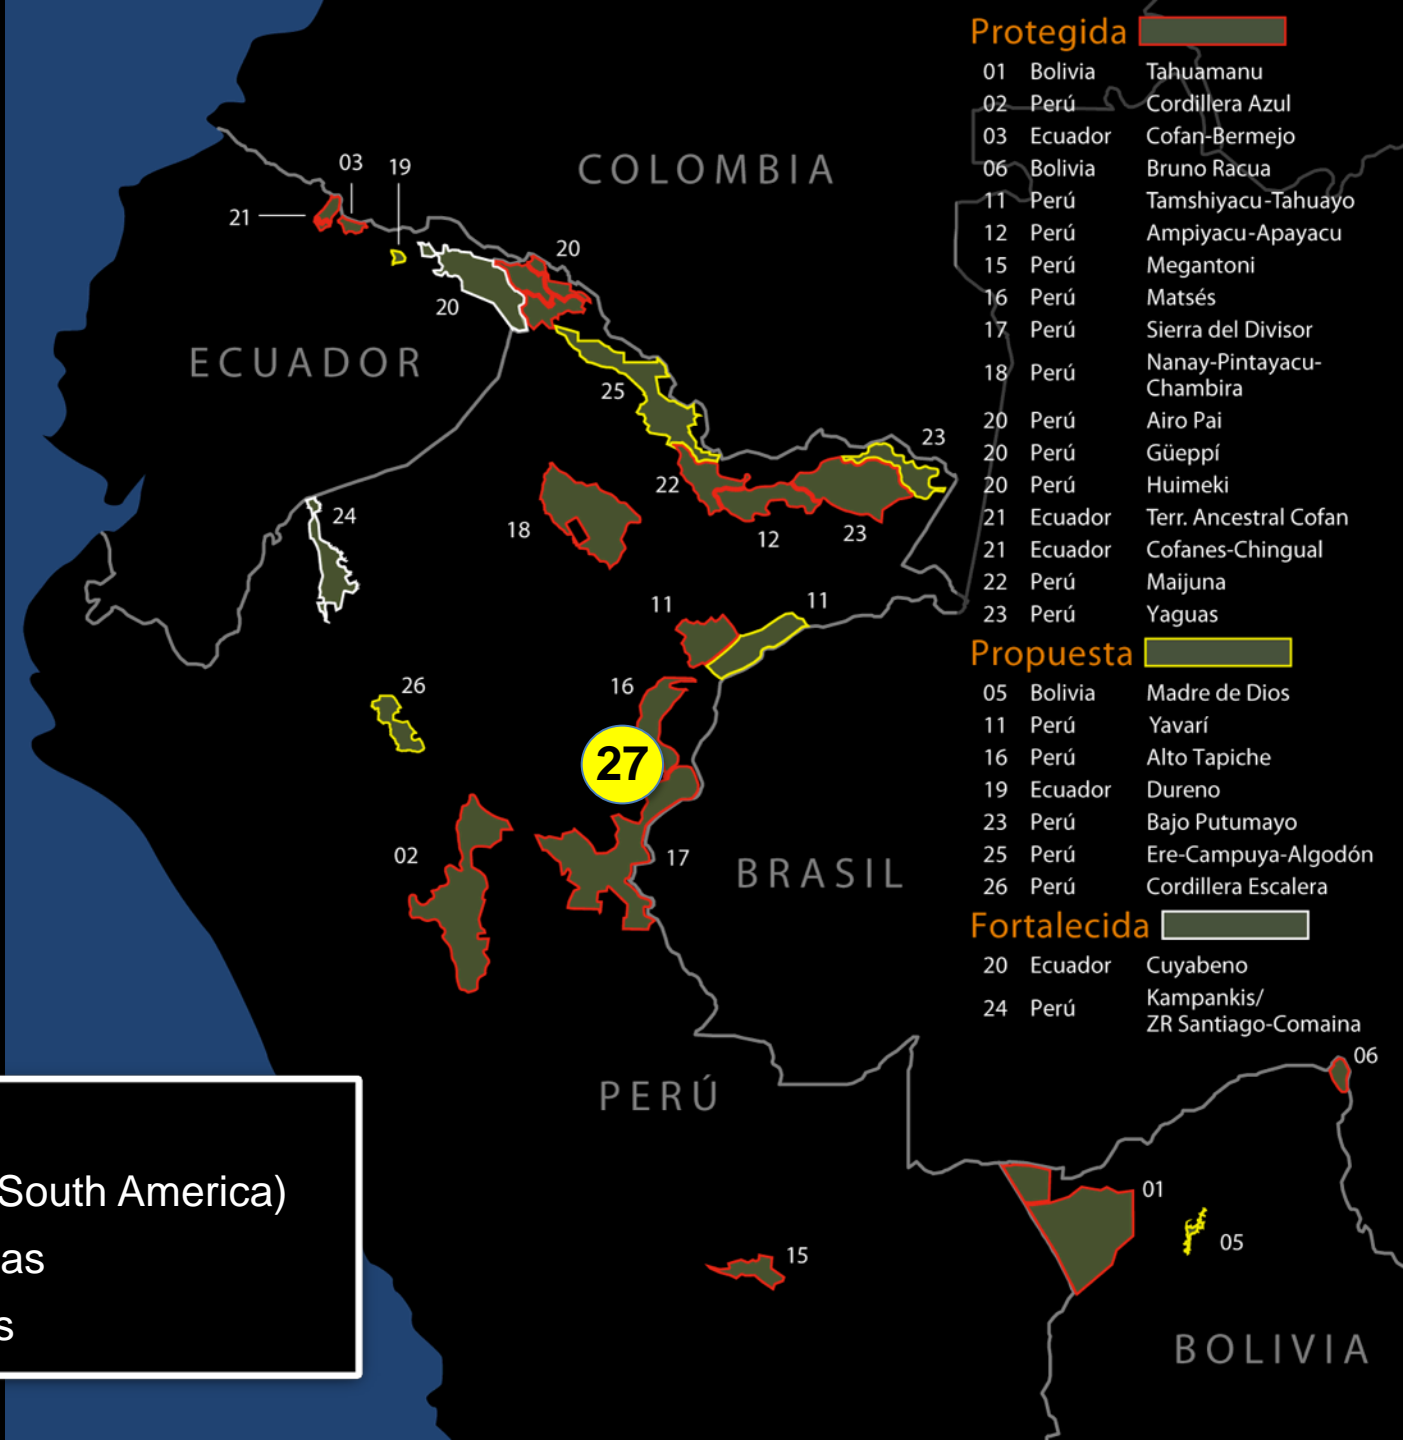 Protegida
01 Bolivia Tahuamanu
02 Perú Cordillera Azul
03 Ecuador Cofan-Bermejo
06 Bolivia Bruno Racua
11 Perú Tamshiyacu-Tahuayo
12 Perú Ampiyacu-Apayacu
15 Perú Megantoni
16 Perú Matsés
17 Perú Sierra del Divisor
18 Perú Nanay-Pintayacu-
Chambira
20 Perú Airo Pai
20 Perú Güeppí
20 Perú Huimeki
21 Ecuador Terr. Ancestral Cofan
21 Ecuador Cofanes-Chingual
22 Perú Maijuna
23 Perú Yaguas
Propuesta
05 Bolivia Madre de Dios
11 Perú Yavarí
16 Perú Alto Tapiche
19 Ecuador Dureno
23 Perú Bajo Putumayo
25 Perú Ere-Campuya-Algodón
26 Perú Cordillera Escalera
Fortalecida
20 Ecuador Cuyabeno
24 Perú Kampankis/
ZR Santiago-Comaina
COLOMBIA
03
19
21
20
20
ECUADOR
25
23
22
18
12
23
24
11
11
16
26
27
02
17
BRASIL
PERÚ
06
01
05
15
BOLIVIA
South America)
as
s